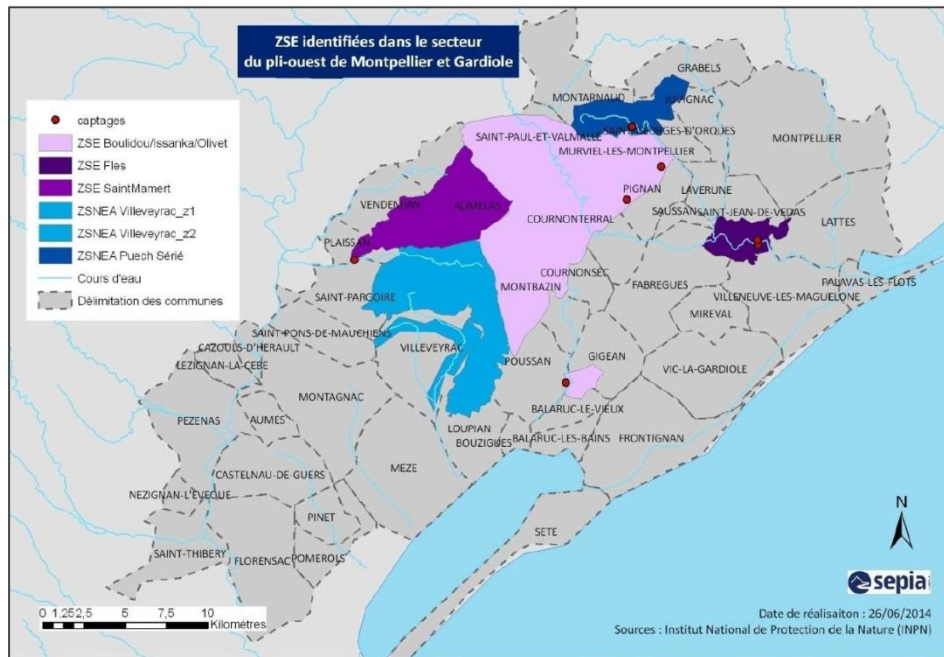 ZSE identifiées dans le secteur
du pli-ouest de Montpellier et Gardiole
captages
ZSE Boulidou/Issanka/Olivet
ZSE Fles
ZSE SaintMamert
ZSNEA Villeveyrac_z1
ZSNEA Villeveyrac_z2
ZSNEA Puech Sérié
Cours d'eau
Délimitation des communes
GRABELS
MONTARNAUD
JUVIGNAC
SAINT-PAUL-ET-VALMALLE
MONTPELLIER
MURVIEL-LES-MONTPELLIER
LAVERUNE
PIGNAN
VENDEMIAN
AUMELAS
SAUSSAN
SAINT-JEAN-DE-VEDAS
COURNONTERRAL
LATTES
PLAISSAN
COURNONSEC
PALAVAS-LES-FLOTS
MONTBAZIN
FABREGUES
SAINT-PARGOIRE
VILLENEUVE-LES-MAGUELONE
MIREVAL
SAINT-PONS-DE-MAUCHIENS
CAZOULS-D'HERAULT
VILLEVEYRAC
POUSSAN
GIGEAN
LEZIGNAN-LA-CEBE
VIC-LA-GARDIOLE
MONTAGNAC
BALARUC-LE-VIEUX
PEZENAS
AUMES
LOUPIAN
BOUZIGUES
BALARUC-LES-BAINS
FRONTIGNAN
MEZE
CASTELNAU-DE-GUERS
NEZIGNAN-L'EVEQUE
PINET
SETE
SAINT-THIBERY
FLORENSAC
POMEROLS
N
sepia
0 1,25 2,5 5 7,5 10
Kilomètres
Date de réalisaiton : 26/06/2014
Sources : Institut National de Protection de la Nature (INPN)